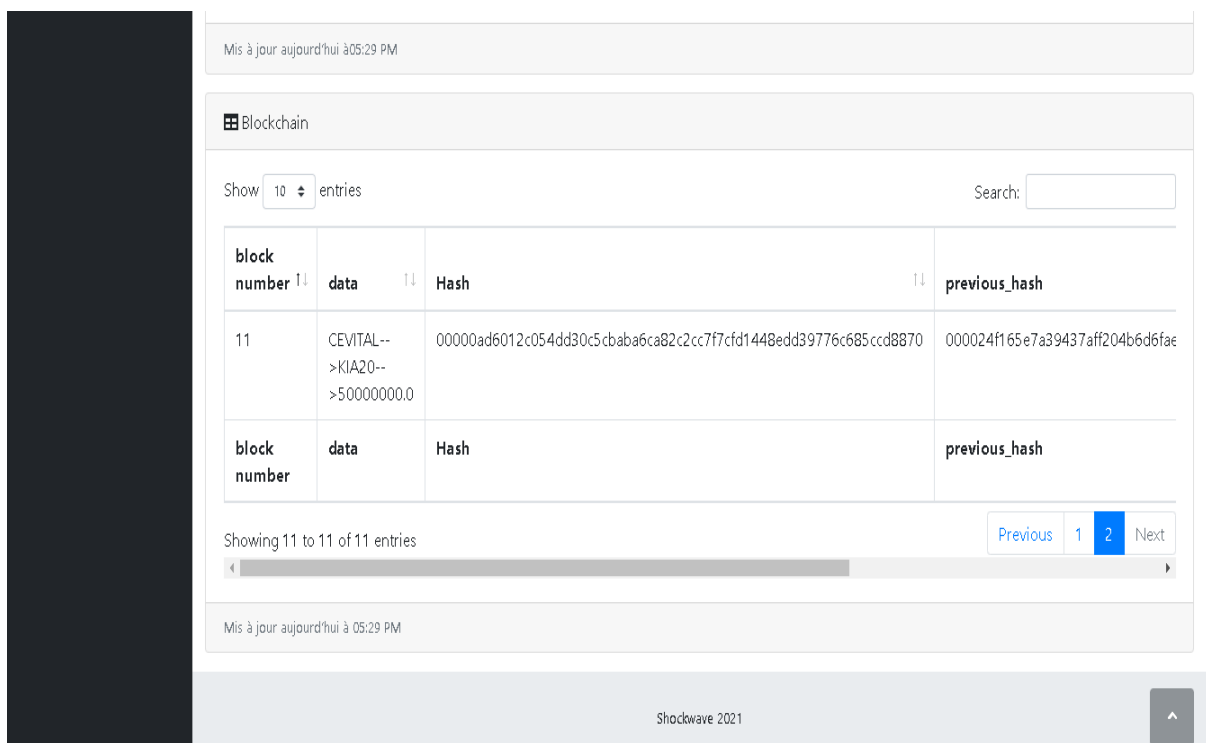 Mis à jour aujourd'hui à05:29 PM
Blockchain
Show 10 entries
Search:
block number data Hash previous_hash
11 CEVITAL-- 00000ad6012c054dd30c5cbaba6ca82c2cc7f7cfd1448edd39776c685ccd8870 000024f165e7a39437aff204b6d6fae
>KIA20--
>50000000.0
block number data Hash previous_hash
Showing 11 to 11 of 11 entries
Previous 1 2 Next
Mis à jour aujourd'hui à 05:29 PM
Shockwave 2021